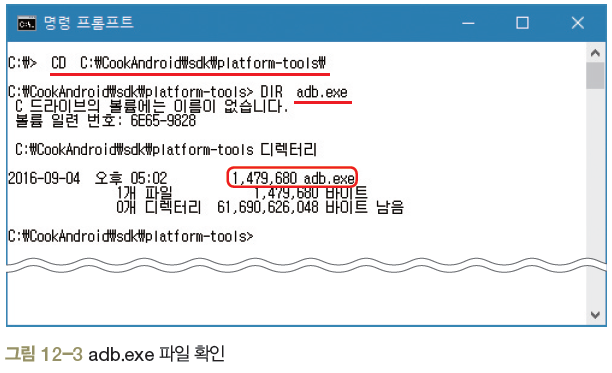 명령 프롬프트
C:₩> CD C:₩CookAndroid₩sdk₩platform-tools₩
C:₩CookAndroid₩sdk₩platform-tools> DIR adb.exe
C 드라이브의 볼륨에는 이름이 없습니다.
볼륨 일련 번호: 6E65-9828
C:₩CookAndroid₩sdk₩platform-tools 디렉터리
2016-09-04 오후 05:02 1,479,680 adb.exe
1개 파일 1,479,680 바이트
0개 디렉터리 61,690,626,048 바이트 남음
C:₩CookAndroid₩sdk₩platform-tools>
그림 12-3 adb.exe 파일 확인